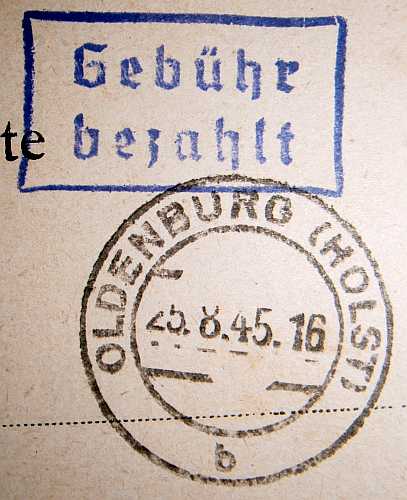 Gebühr
te bezahlt
OLDENBURG (HOLST)
25.8.45.16
b